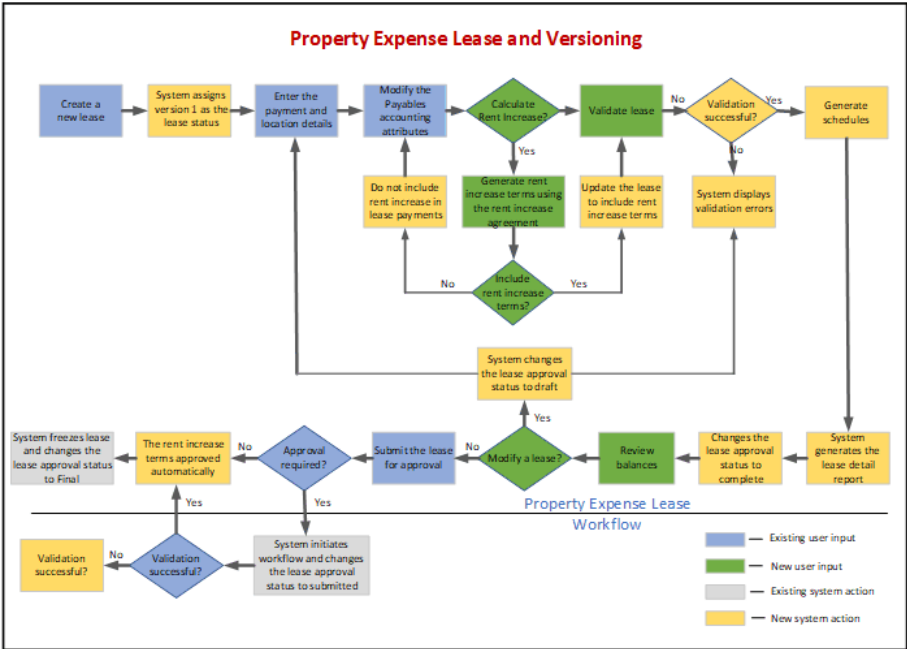 Property Expense Lease and Versioning
Create a
new lease
System assigns
version 1 as the
lease status
Enter the
payment and
location details
Modify the
Payables
accounting
attributes
Calculate
Rent Increase?
Validate lease
No
Validation
successful?
Yes
Generate
schedules
Yes
No
Do not include
rent increase in
lease payments
Generate rent
increase terms using
the rent increase
agreement
Update the lease
to include rent
increase terms
System displays
validation errors
No
Include
rent increase
terms?
Yes
System changes
the lease approval
status to draft
Yes
System freezes lease
and changes the
lease approval status
to Final
The rent increase
terms approved
automatically
No
Approval
required?
Submit the lease
for approval
No
Modify a lease?
Review
balances
Changes the
lease approval
status to
complete
System
generates the
lease detail
report
Yes
Yes
Property Expense Lease
Workflow
Validation
successful?
No
Validation
successful?
System initiates
workflow and changes
the lease approval
status to submitted
Existing user input
New user input
Existing system action
New system action